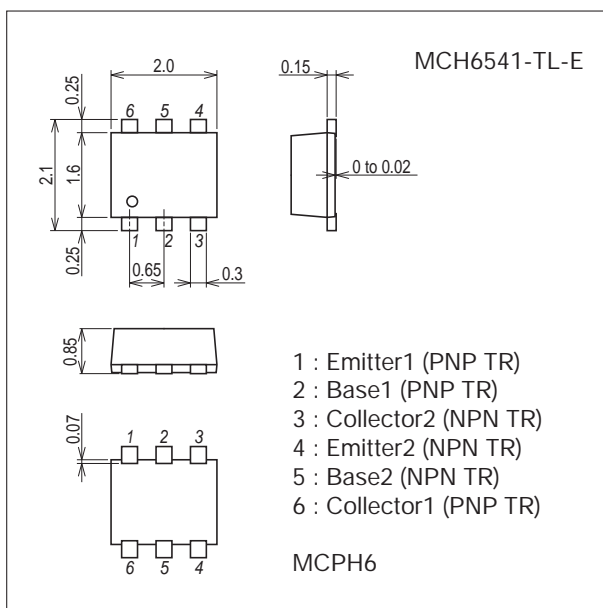 MCH6541-TL-E
2.0
0.15
0.25
6 5 4
2.1
1.6
0 to 0.02
1 2 3
0.25
0.65
0.3
0.85
1 : Emitter1 (PNP TR)
2 : Base1 (PNP TR)
3 : Collector2 (NPN TR)
4 : Emitter2 (NPN TR)
5 : Base2 (NPN TR)
6 : Collector1 (PNP TR)
0.07
1 2 3
6 5 4
MCPH6